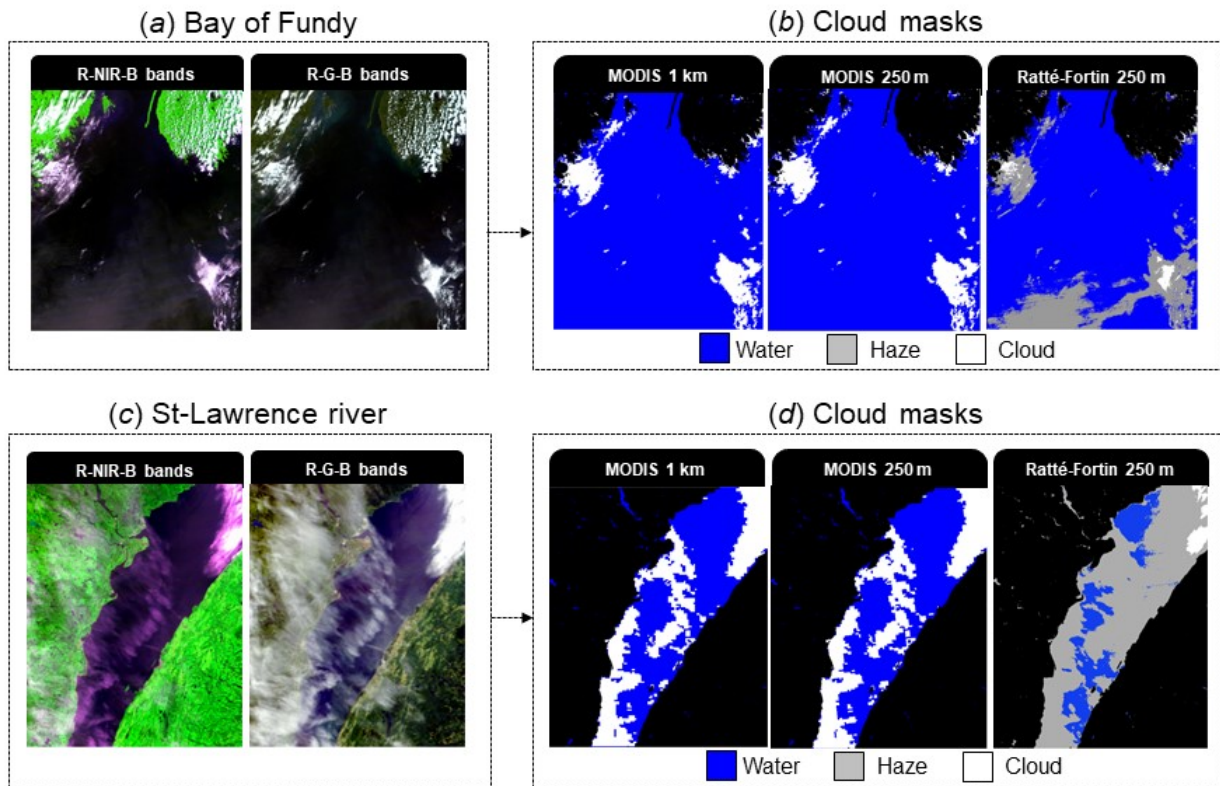 (a) Bay of Fundy
(b) Cloud masks
R-NIR-B bands
R-G-B bands
MODIS 1 km
MODIS 250 m
Ratté-Fortin 250 m
Water
Haze
Cloud
(c) St-Lawrence river
(d) Cloud masks
R-NIR-B bands
R-G-B bands
MODIS 1 km
MODIS 250 m
Ratté-Fortin 250 m
Water
Haze
Cloud